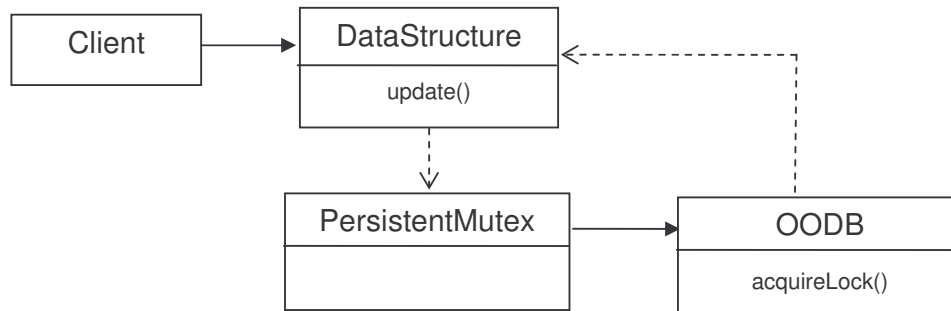 Client
DataStructure
update()
PersistentMutex
OODB
acquireLock()